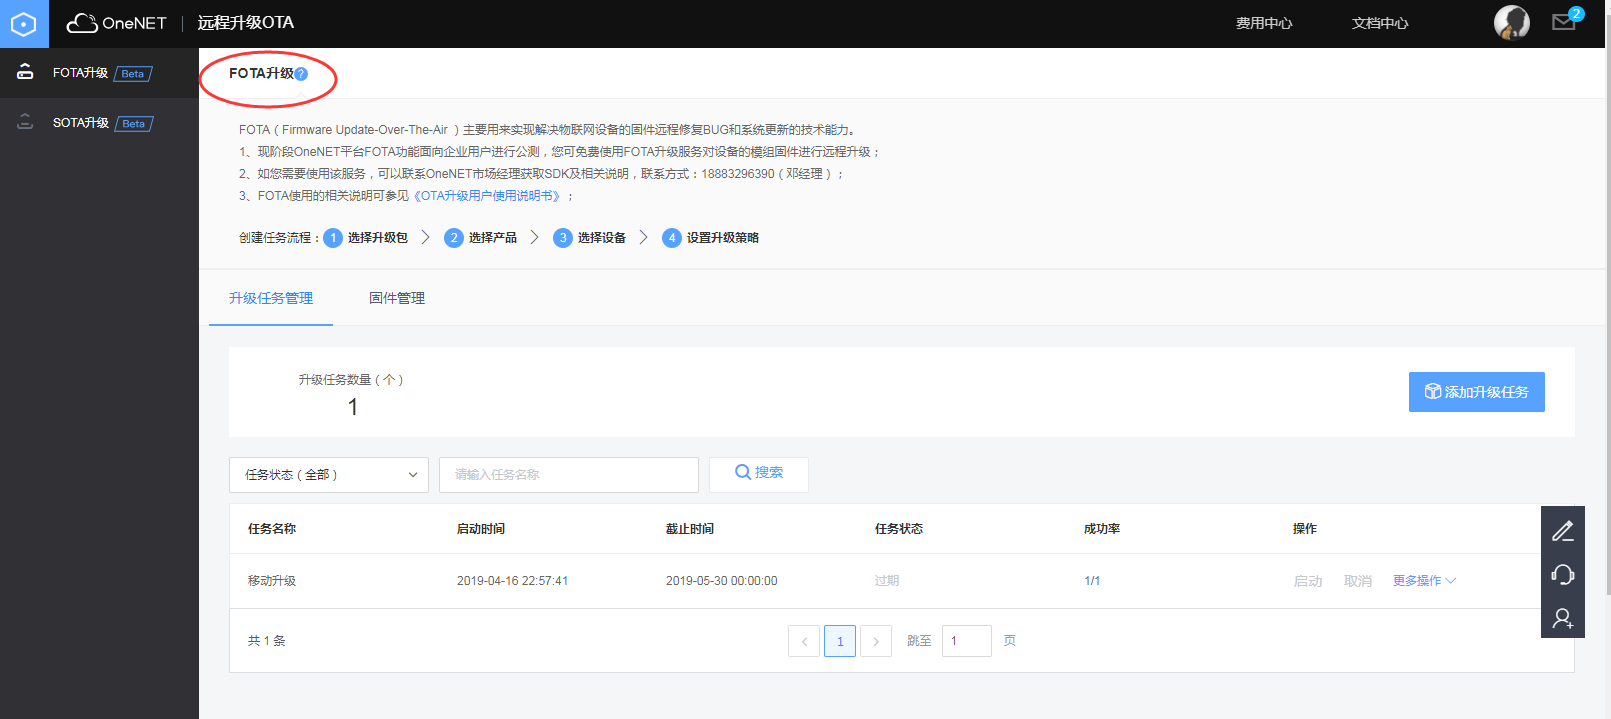 OneNET | 远程升级OTA 费用中心 文档中心 2
FOTA升级 Beta
SOTA升级 Beta
FOTA升级?
FOTA（Firmware Update-Over-The-Air ）主要用来实现解决物联网设备的固件远程修复BUG和系统更新的技术能力。
1、现阶段OneNET平台FOTA功能面向企业用户进行公测，您可免费使用FOTA升级服务对设备的模组固件进行远程升级；
2、如您需要使用该服务，可以联系OneNET市场经理获取SDK及相关说明，联系方式：18883296390（邓经理）；
3、FOTA使用的相关说明可参见《OTA升级用户使用说明书》；
创建任务流程： 1 选择升级包 2 选择产品 3 选择设备 4 设置升级策略
升级任务管理 固件管理
升级任务数量（个）
1
添加升级任务
任务状态（全部） 请输入任务名称 搜索
任务名称 启动时间 截止时间 任务状态 成功率 操作
移动升级 2019-04-16 22:57:41 2019-05-30 00:00:00 过期 1/1 启动 取消 更多操作
共 1 条 < 1 > 跳至 1 页